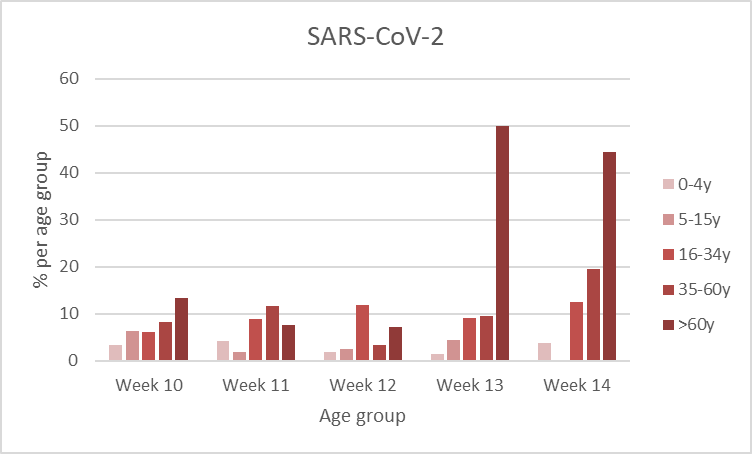 SARS-CoV-2
60
50
40
30
20
10
0
% per age group
Week 10 Week 11 Week 12 Week 13 Week 14
Age group
0-4y
5-15y
16-34y
35-60y
>60y